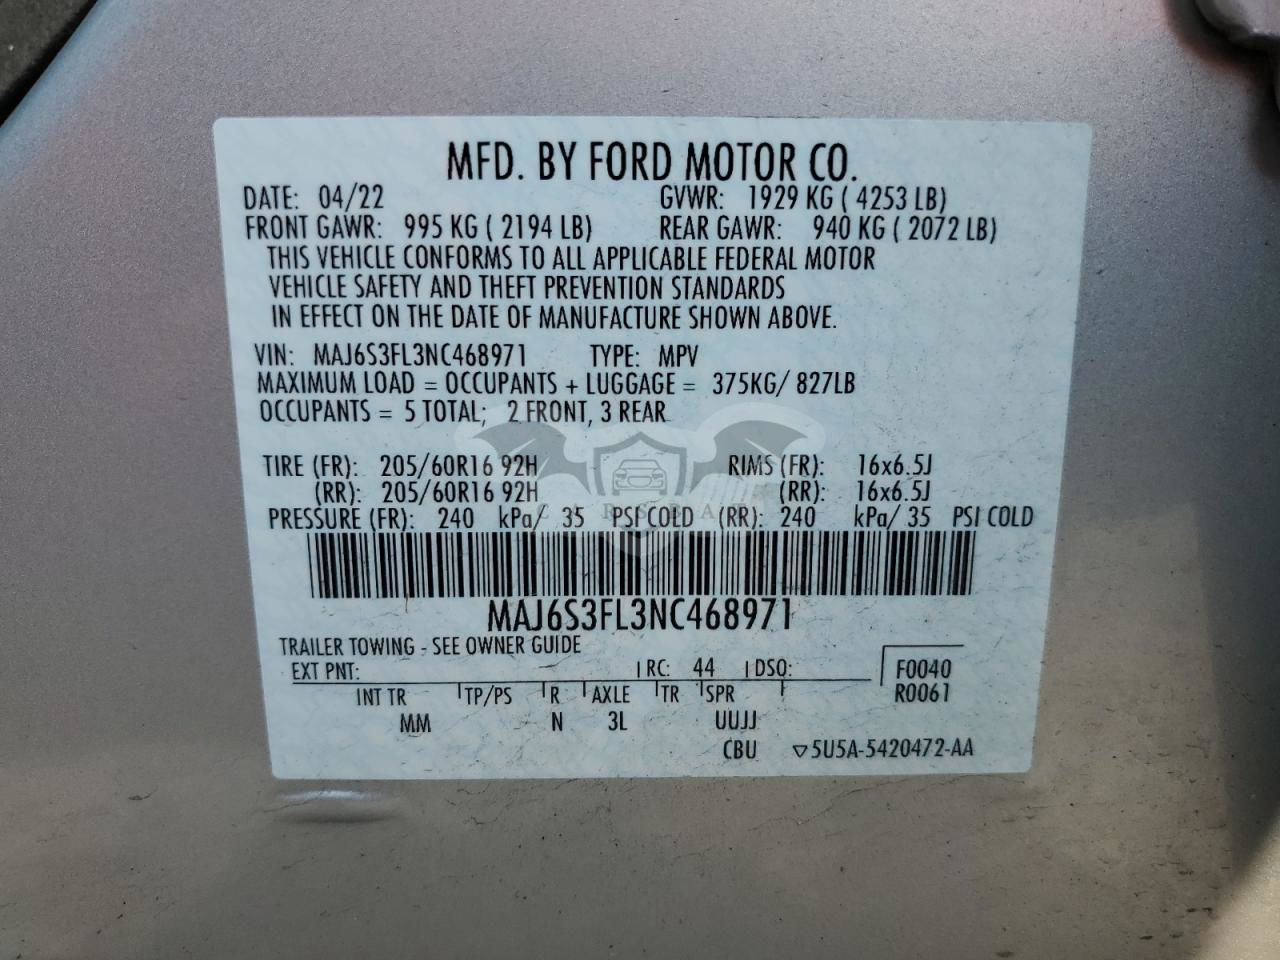 MFD. BY FORD MOTOR CO.
DATE: 04/22 GVWR: 1929 KG ( 4253 LB)
FRONT GAWR: 995 KG ( 2194 LB) REAR GAWR: 940 KG ( 2072 LB)
THIS VEHICLE CONFORMS TO ALL APPLICABLE FEDERAL MOTOR
VEHICLE SAFETY AND THEFT PREVENTION STANDARDS
IN EFFECT ON THE DATE OF MANUFACTURE SHOWN ABOVE.
VIN: MAJ6S3FL3NC468971 TYPE: MPV
MAXIMUM LOAD = OCCUPANTS + LUGGAGE = 375KG/ 827LB
OCCUPANTS = 5 TOTAL; 2 FRONT, 3 REAR
TIRE (FR): 205/60R16 92H RIMS (FR): 16x6.5J
(RR): 205/60R16 92H (RR): 16x6.5J
PRESSURE (FR): 240 kPa/ 35 PSI COLD (RR): 240 kPa/ 35 PSI COLD
MAJ6S3FL3NC468971
TRAILER TOWING - SEE OWNER GUIDE
EXT PNT: RC: 44 DSO: F0040
INT TR TP/PS R AXLE TR SPR R0061
MM N 3L UUJJ
CBU ▽5U5A-5420472-AA